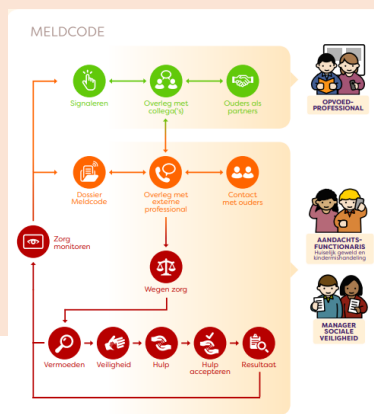 MELDCODE
Signaleren
Overleg met
collega('s)
Ouders als
partners
OPVOED-
PROFESSIONAL
Dossier
Meldcode
Overleg met
externe
professional
Contact
met ouders
Zorg
monitoren
AANDACHTS-
FUNCTIONARIS
Huiselijk geweld en
kindermishandeling
Wegen zorg
MANAGER
SOCIALE
VEILIGHEID
Vermoeden
Veiligheid
Hulp
Hulp
accepteren
Resultaat